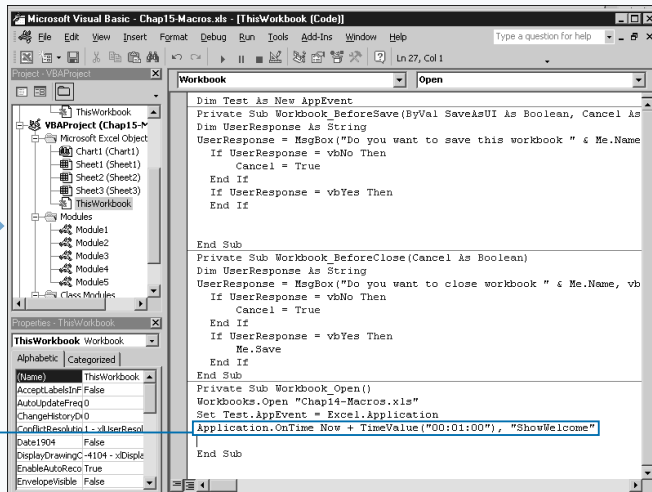 Microsoft Visual Basic - Chap15-Macros.xls - [ThisWorkbook (Code)]
File Edit View Insert Format Debug Run Tools Add-Ins Window Help
Type a question for help
Ln 27, Col 1
Project - VBAProject
ThisWorkbook
VBAProject (Chap15-M
Microsoft Excel Object
Chart1 (Chart1)
Sheet1 (Sheet1)
Sheet2 (Sheet2)
Sheet3 (Sheet3)
ThisWorkbook
Modules
Module1
Module2
Module3
Module4
Module5
Class Modules
Properties - ThisWorkbook
ThisWorkbook Workbook
Alphabetic Categorized
(Name) ThisWorkbook
AcceptLabelsInF False
AutoUpdateFreq 0
ChangeHistoryD 0
ConflictResolutio 1 - xlUserResol
Date1904 False
DisplayDrawingC -4104 - xlDispla
EnableAutoReco True
EnvelopeVisible False
Workbook Open
Dim Test As New AppEvent
Private Sub Workbook_BeforeSave(ByVal SaveAsUI As Boolean, Cancel As
Dim UserResponse As String
UserResponse = MsgBox("Do you want to save this workbook " & Me.Name
If UserResponse = vbNo Then
Cancel = True
End If
If UserResponse = vbYes Then
End If
End Sub
Private Sub Workbook_BeforeClose(Cancel As Boolean)
Dim UserResponse As String
UserResponse = MsgBox("Do you want to close workbook " & Me.Name, vb
If UserResponse = vbNo Then
Cancel = True
End If
If UserResponse = vbYes Then
Me.Save
End If
End Sub
Private Sub Workbook_Open()
Workbooks.Open "Chap14-Macros.xls"
Set Test.AppEvent = Excel.Application
Application.OnTime Now + TimeValue("00:01:00"), "ShowWelcome"
End Sub